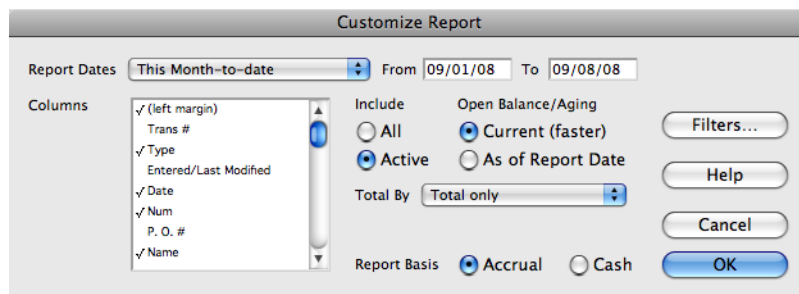 Customize Report
Report Dates This Month-to-date From 09/01/08 To 09/08/08
Columns
(left margin)
Trans #
Type
Entered/Last Modified
Date
Num
P. O. #
Name
Include
All
Active
Open Balance/Aging
Current (faster)
As of Report Date
Total By Total only
Report Basis Accrual Cash
Filters...
Help
Cancel
OK